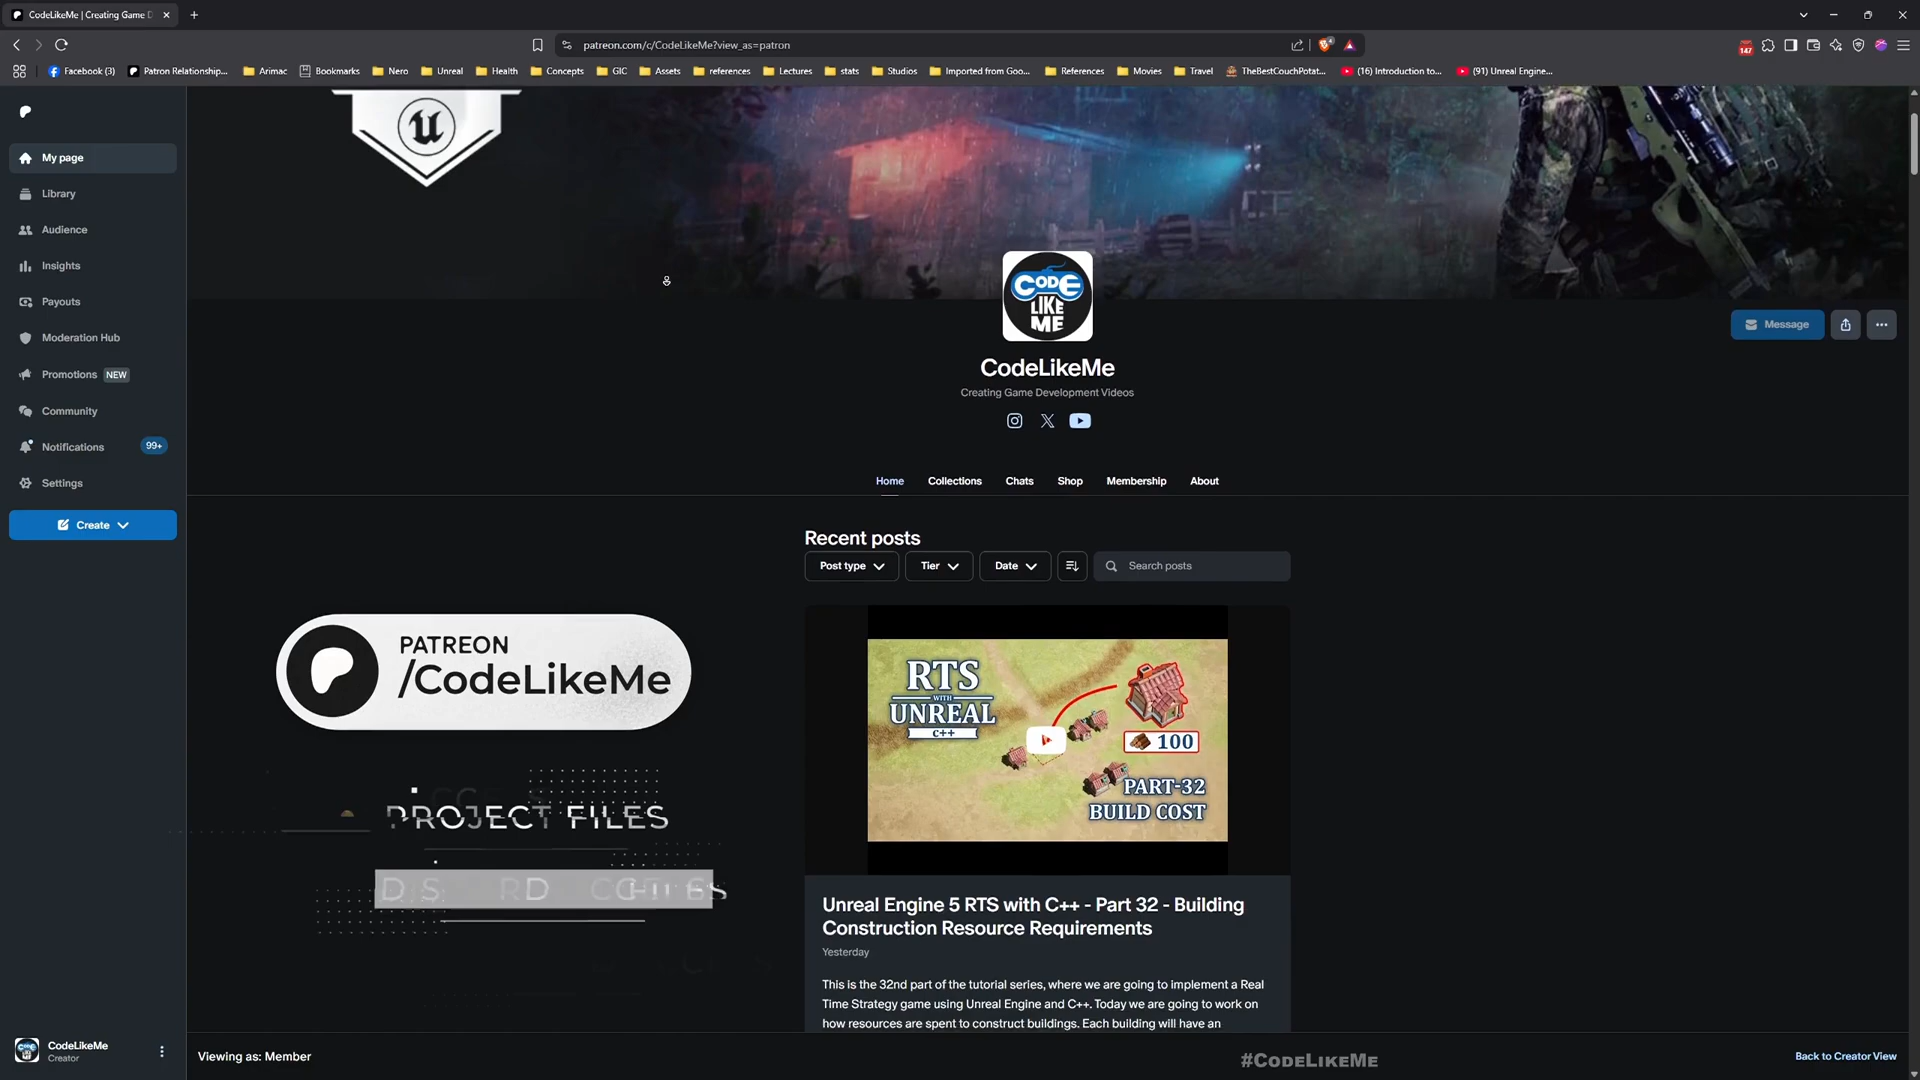 CodeLikeMe | Creating Game D
patreon.com/c/CodeLikeMe?view_as=patron
147
Facebook (3)
Patron Relationship...
Arimac
Bookmarks
Nero
Unreal
Health
Concepts
GIC
Assets
references
Lectures
stats
Studios
Imported from Goo...
References
Movies
Travel
TheBestCouchPotat...
(16) Introduction to...
(91) Unreal Engine...
My page
Library
Audience
Insights
Payouts
Moderation Hub
Promotions NEW
Community
Notifications 99+
Settings
Create
CODE
LIKE
ME
Message
CodeLikeMe
Creating Game Development Videos
Home
Collections
Chats
Shop
Membership
About
Recent posts
Post type
Tier
Date
Search posts
PATREON
/CodeLikeMe
PROJECT FILES
RTS
WITH
UNREAL
C++
100
PART-32
BUILD COST
Unreal Engine 5 RTS with C++ - Part 32 - Building
Construction Resource Requirements
Yesterday
This is the 32nd part of the tutorial series, where we are going to implement a Real
Time Strategy game using Unreal Engine and C++. Today we are going to work on
how resources are spent to construct buildings. Each building will have an
CodeLikeMe
Creator
Viewing as: Member
#CodeLikeMe
Back to Creator View